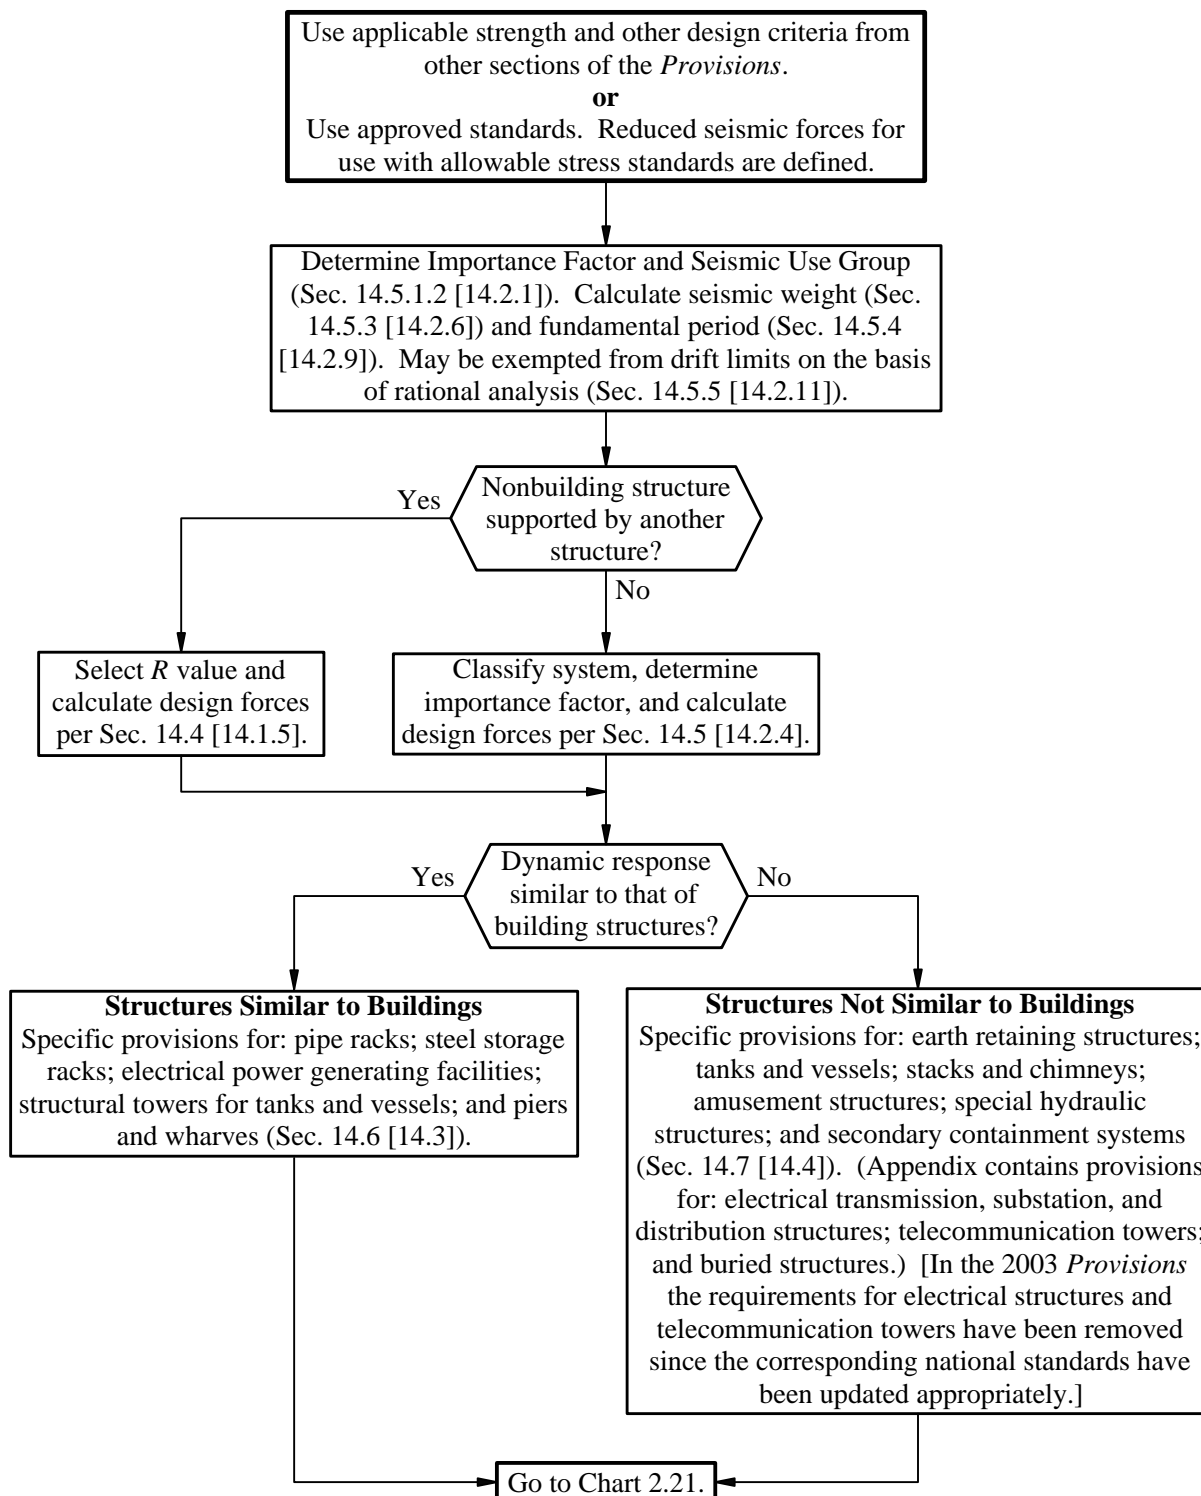 Use applicable strength and other design criteria from
other sections of the Provisions.
or
Use approved standards.  Reduced seismic forces for
use with allowable stress standards are defined.
Determine Importance Factor and Seismic Use Group
(Sec. 14.5.1.2 [14.2.1]).  Calculate seismic weight (Sec.
14.5.3 [14.2.6]) and fundamental period (Sec. 14.5.4
[14.2.9]).  May be exempted from drift limits on the basis
of rational analysis (Sec. 14.5.5 [14.2.11]).
Nonbuilding structure
supported by another
structure?
Yes
No
Select R value and
calculate design forces
per Sec. 14.4 [14.1.5].
Classify system, determine
importance factor, and calculate
design forces per Sec. 14.5 [14.2.4].
Dynamic response
similar to that of
building structures?
Yes
No
Structures Similar to Buildings
Specific provisions for: pipe racks; steel storage
racks; electrical power generating facilities;
structural towers for tanks and vessels; and piers
and wharves (Sec. 14.6 [14.3]).
Structures Not Similar to Buildings
Specific provisions for: earth retaining structures;
tanks and vessels; stacks and chimneys;
amusement structures; special hydraulic
structures; and secondary containment systems
(Sec. 14.7 [14.4]).  (Appendix contains provisions
for: electrical transmission, substation, and
distribution structures; telecommunication towers;
and buried structures.)  [In the 2003 Provisions
the requirements for electrical structures and
telecommunication towers have been removed
since the corresponding national standards have
been updated appropriately.]
Go to Chart 2.21.